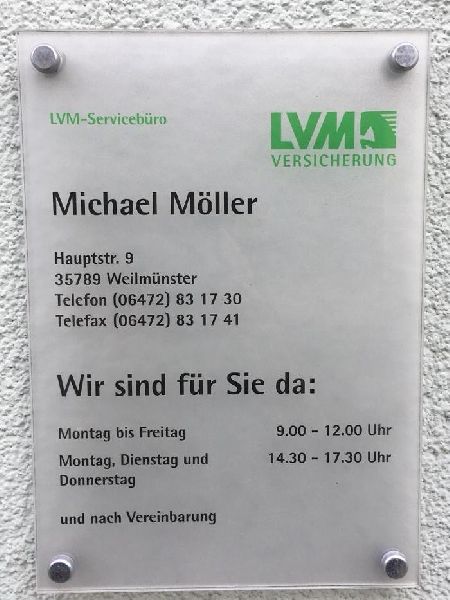 LVM-Servicebüro
LVM
VERSICHERUNG
Michael Möller
Hauptstr. 9
35789 Weilmünster
Telefon (06472) 83 17 30
Telefax (06472) 83 17 41
Wir sind für Sie da:
Montag bis Freitag 9.00 - 12.00 Uhr
Montag, Dienstag und 14.30 - 17.30 Uhr
Donnerstag
und nach Vereinbarung